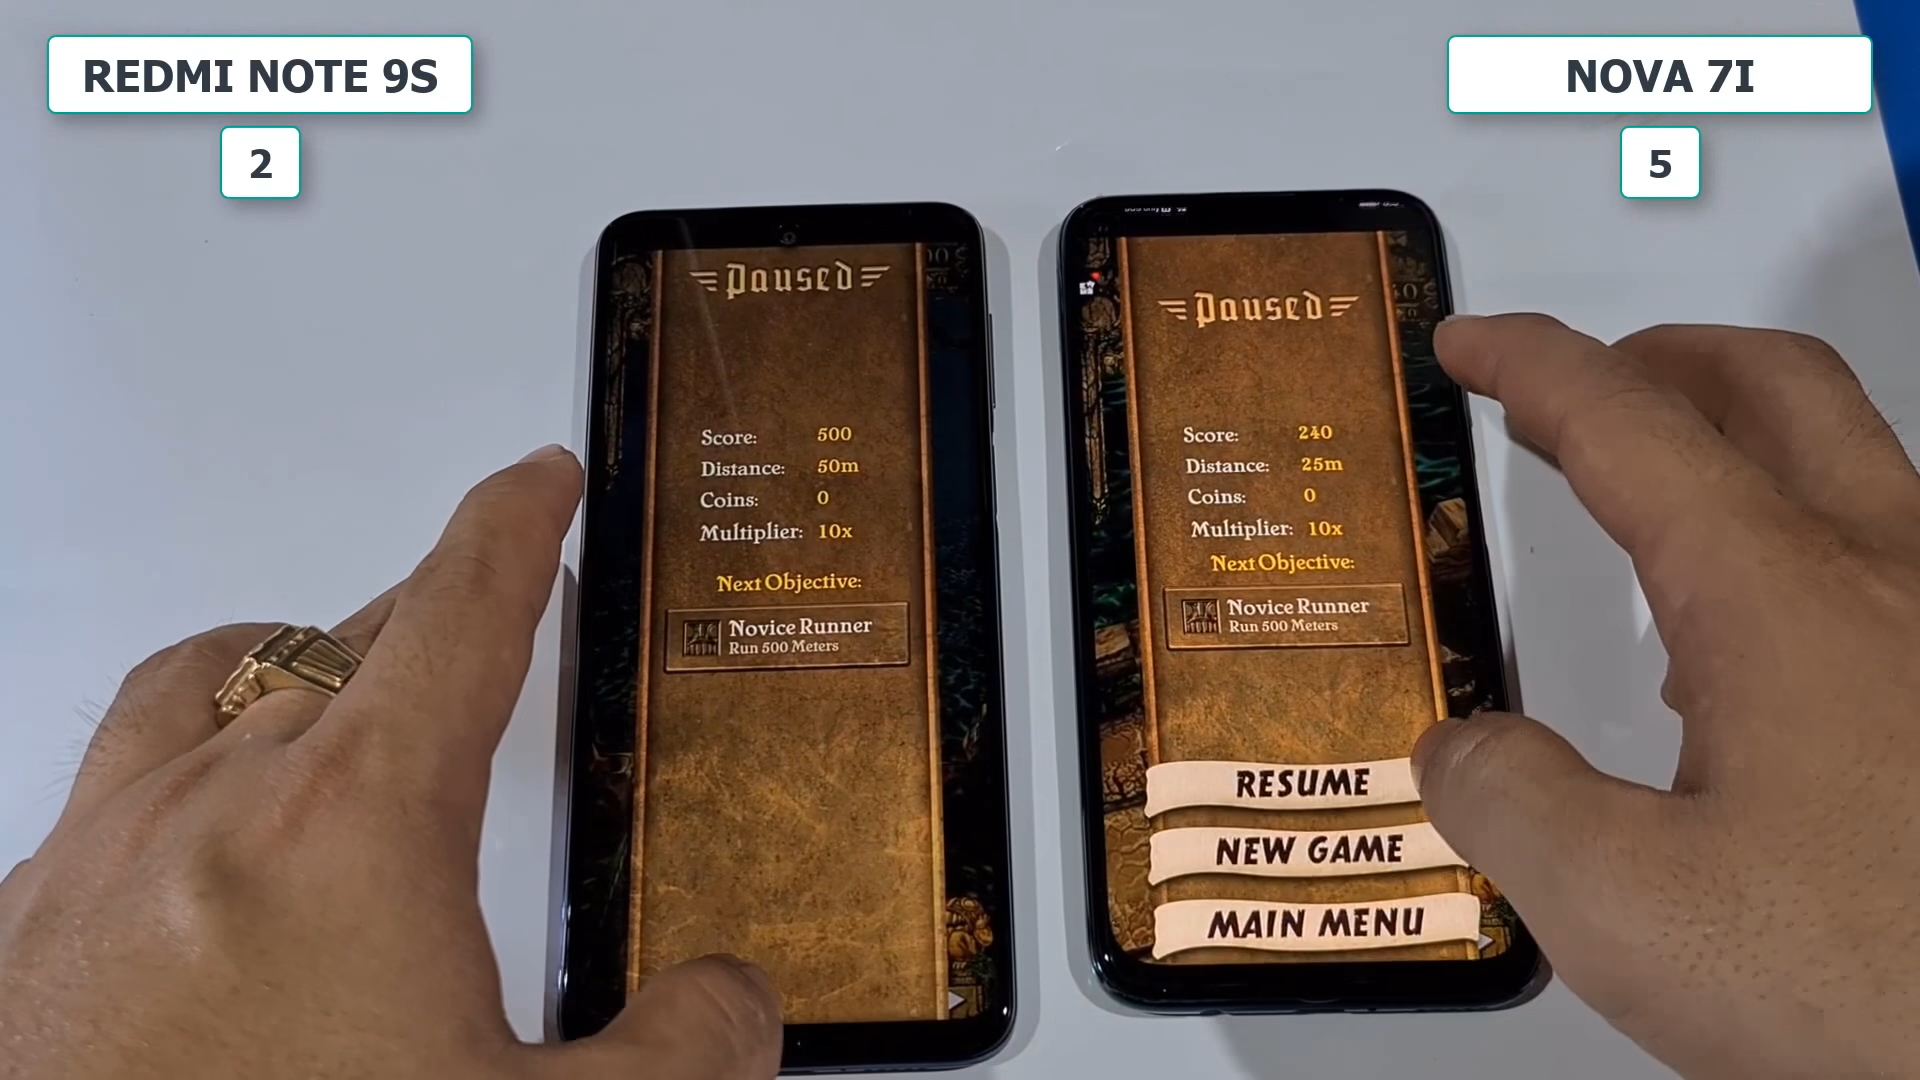 REDMI NOTE 9S
2
NOVA 7I
5
Paused
Score: 500
Distance: 50m
Coins: 0
Multiplier: 10x
Next Objective:
Novice Runner
Run 500 Meters
Paused
Score: 240
Distance: 25m
Coins: 0
Multiplier: 10x
Next Objective:
Novice Runner
Run 500 Meters
RESUME
NEW GAME
MAIN MENU